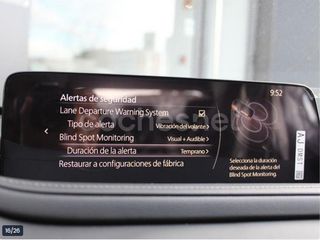 9:52
Alertas de seguridad
Lane Departure Warning System
Tipo de alerta Vibración del volante >
Blind Spot Monitoring Visual + Audible >
Duración de la alerta Temprano >
Restaurar a configuraciones de fábrica
Selecciona la duración
deseada de la alerta del
Blind Spot Monitoring.
16/26